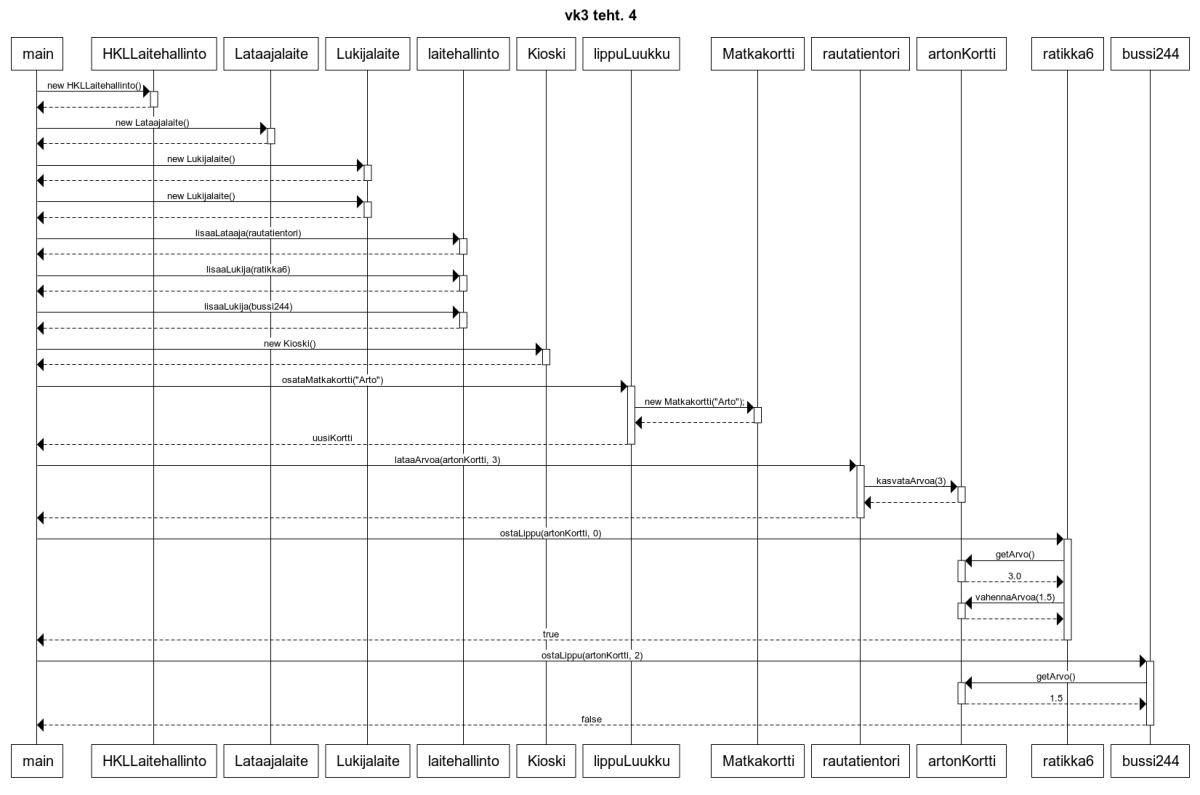 vk3 teht. 4
main HKLLaitehallinto Lataajalaite Lukijalaite laitehallinto Kioski lippuLuukku Matkakortti rautatientori artonKortti ratikka6 bussi244
new HKLLaitehallinto()
new Lataajalaite()
new Lukijalaite()
new Lukijalaite()
lisaaLataaja(rautatientori)
lisaaLukija(ratikka6)
lisaaLukija(bussi244)
new Kioski()
osataMatkakortti("Arto")
new Matkakortti("Arto");
uusiKortti
lataaArvoa(artonKortti, 3)
kasvataArvoa(3)
ostaLippu(artonKortti, 0)
getArvo()
3.0
vahennaArvoa(1.5)
true
ostaLippu(artonKortti, 2)
getArvo()
1.5
false
main HKLLaitehallinto Lataajalaite Lukijalaite laitehallinto Kioski lippuLuukku Matkakortti rautatientori artonKortti ratikka6 bussi244